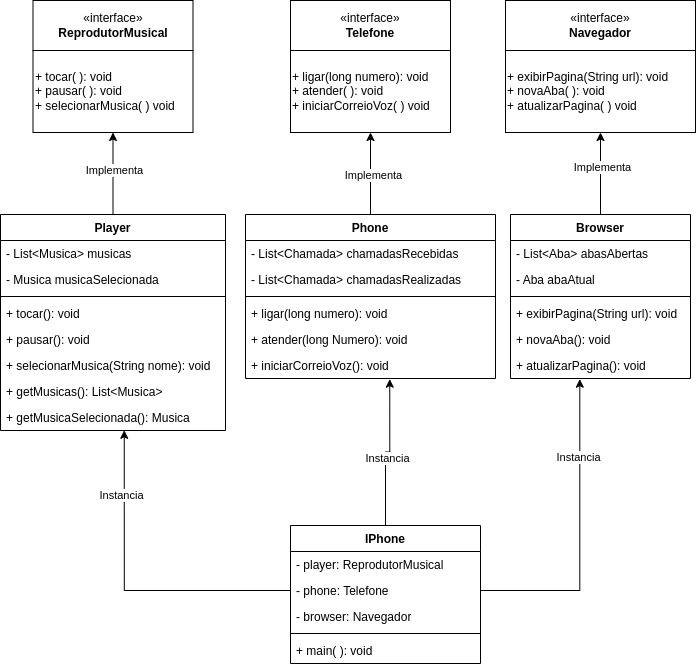 «interface»
ReprodutorMusical
+ tocar( ): void
+ pausar( ): void
+ selecionarMusica( ) void
«interface»
Telefone
+ ligar(long numero): void
+ atender( ): void
+ iniciarCorreioVoz( ) void
«interface»
Navegador
+ exibirPagina(String url): void
+ novaAba( ): void
+ atualizarPagina( ) void
Implementa
Implementa
Implementa
Player
- List<Musica> musicas
- Musica musicaSelecionada
+ tocar(): void
+ pausar(): void
+ selecionarMusica(String nome): void
+ getMusicas(): List<Musica>
+ getMusicaSelecionada(): Musica
Phone
- List<Chamada> chamadasRecebidas
- List<Chamada> chamadasRealizadas
+ ligar(long numero): void
+ atender(long Numero): void
+ iniciarCorreioVoz(): void
Browser
- List<Aba> abasAbertas
- Aba abaAtual
+ exibirPagina(String url): void
+ novaAba(): void
+ atualizarPagina(): void
Instancia
Instancia
Instancia
IPhone
- player: ReprodutorMusical
- phone: Telefone
- browser: Navegador
+ main( ): void